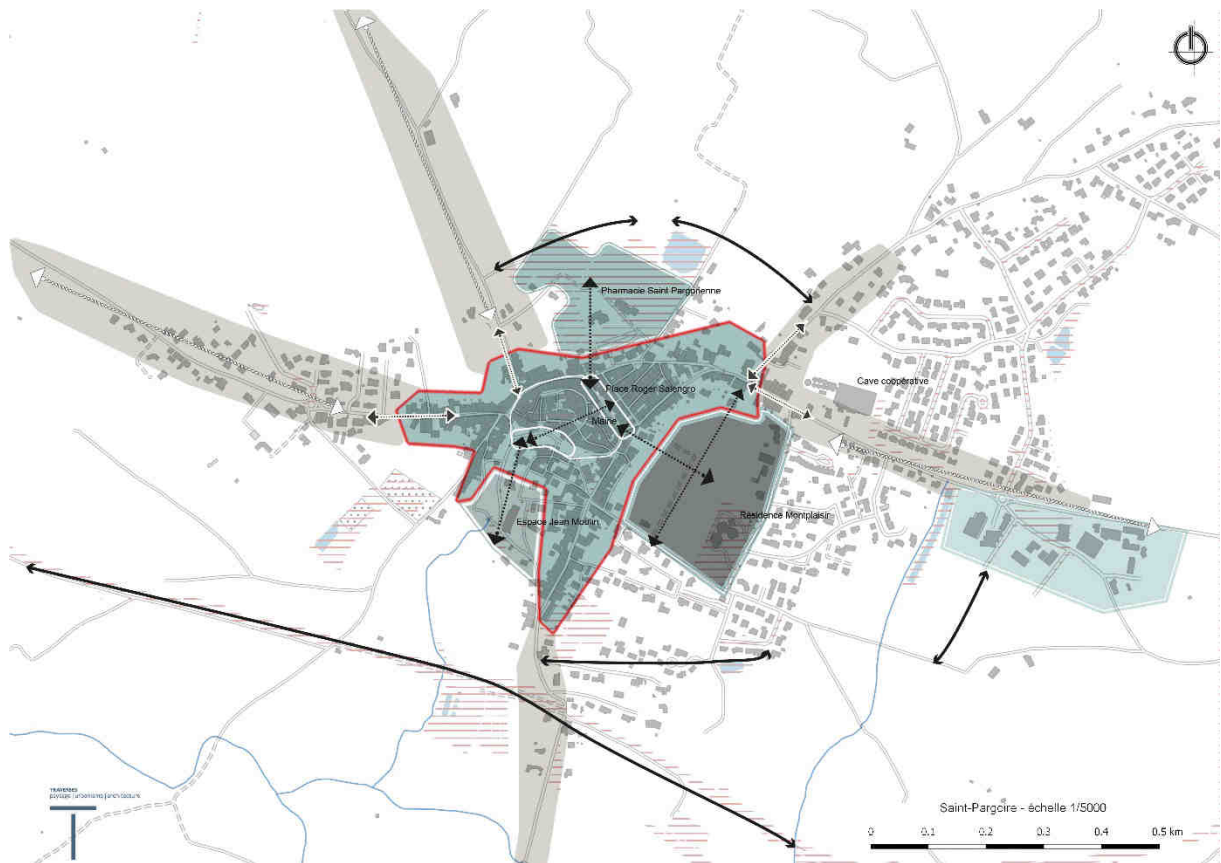 Pharmacie Saint Pargorienne
Place Roger Salengro
Mairie
Cave coopérative
Espace Jean Moulin
Résidence Montplaisir
TRAVERSES
paysage |urbanisme |architecture
Saint-Pargoire - échelle 1/5000
0 0.1 0.2 0.3 0.4 0.5 km